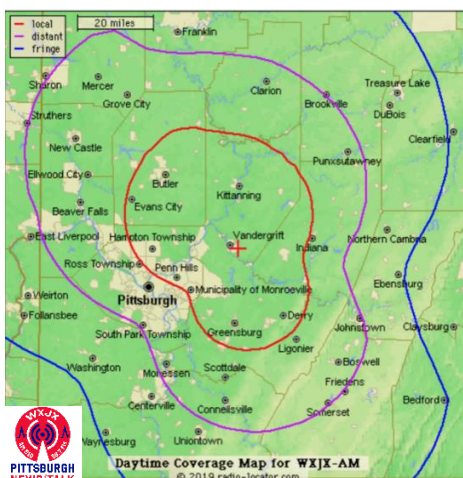 local
distant
fringe
20 miles
Franklin
Sharon
Mercer
Grove City
Clarion
Brookville
Treasure Lake
DuBois
Struthers
New Castle
Clearfield
Punxsutawney
Ellwood City
Butler
Kittanning
Beaver Falls
Evans City
East Liverpool
Hampton Township
Vandergrift
Indiana
Northern Cambria
Ross Township
Penn Hills
Pittsburgh
Municipality of Monroeville
Ebensburg
Weirton
Follansbee
South Park Township
Greensburg
Derry
Ligonier
Johnstown
Claysburg
Washington
Monessen
Scottdale
Boswell
Friedens
Centerville
Connellsville
Somerset
Bedford
Waynesburg
Uniontown
WXJX
PITTSBURGH
NEWS/TALK
Daytime Coverage Map for WXJX-AM
© 2019 radio-locator.com